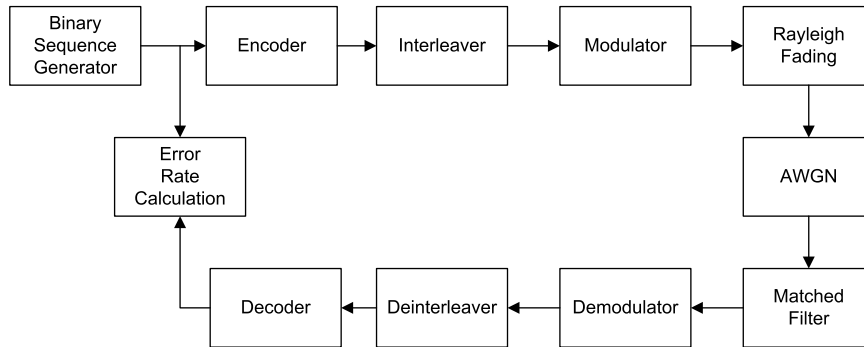 Binary
Sequence
Generator
Encoder
Interleaver
Modulator
Rayleigh
Fading
Error
Rate
Calculation
AWGN
Decoder
Deinterleaver
Demodulator
Matched
Filter